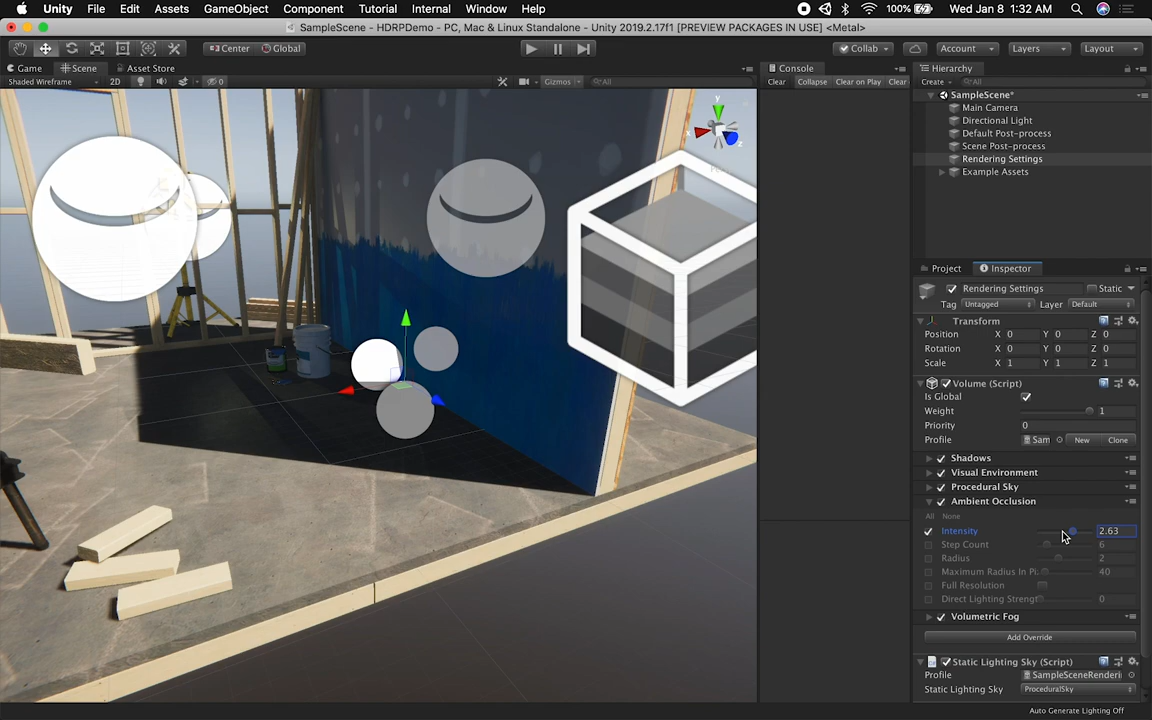 Unity File Edit Assets GameObject Component Tutorial Internal Window Help 100% Wed Jan 8 1:32 AM
SampleScene - HDRPDemo - PC, Mac & Linux Standalone - Unity 2019.2.17f1 [PREVIEW PACKAGES IN USE] <Metal>
Center Global Collab Account Layers Layout
Game Scene Asset Store Console Hierarchy
Shaded Wireframe 2D 0 Gizmos All Clear Collapse Clear on Play Clear Create All
SampleScene*
Main Camera
Directional Light
Default Post-process
Scene Post-process
Rendering Settings
Example Assets
y
x
z
Project Inspector
Rendering Settings Static
Tag Untagged Layer Default
Transform
Position X 0 Y 0 Z 0
Rotation X 0 Y 0 Z 0
Scale X 1 Y 1 Z 1
Volume (Script)
Is Global
Weight 1
Priority 0
Profile Sam New Clone
Shadows
Visual Environment
Procedural Sky
Ambient Occlusion
All None
Intensity 2.63
Step Count 6
Radius 2
Maximum Radius In Pi 40
Full Resolution
Direct Lighting Strengt 0
Volumetric Fog
Add Override
Static Lighting Sky (Script)
Profile SampleSceneRenderi
Static Lighting Sky ProceduralSky
Auto Generate Lighting Off